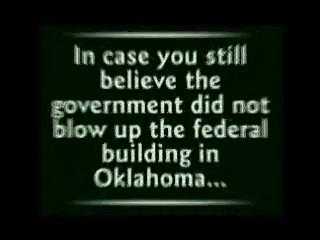 In case you still
believe the
government did not
blow up the federal
building in
Oklahoma...